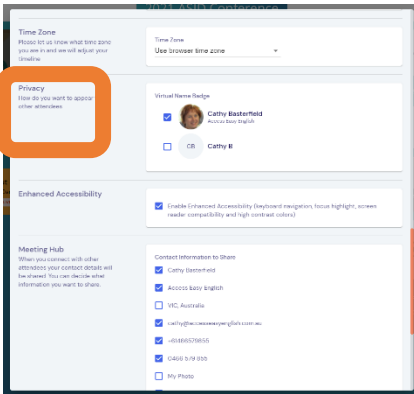 2021 ASID Conference
Time Zone
Please let us know what time zone
you are in and we will adjust your
timeline
Time Zone
Use browser time zone
Privacy
How do you want to appear
other attendees
Virtual Name Badge
Cathy Basterfield
Access Easy English
CB
Cathy B
Enhanced Accessibility
Enable Enhanced Accessibility (keyboard navigation, focus highlight, screen
reader compatibility and high contrast colors)
Meeting Hub
When you connect with other
attendees your contact details will
be shared. You can decide what
information you want to share.
Contact Information to Share
Cathy Basterfield
Access Easy English
VIC, Australia
cathy@accesseasyenglish.com.au
+61466579855
0466 579 855
My Photo